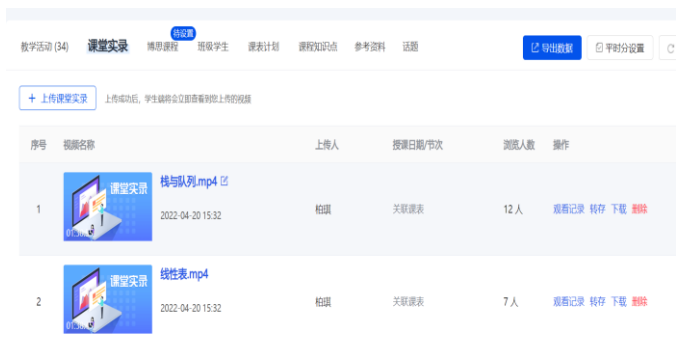 待设置
教学活动 (34) 课堂实录 博思课程 班级学生 课表计划 课程知识点 参考资料 话题 导出数据 平时分设置
+ 上传课堂实录 上传成功后，学生端将会立即查看到您上传的视频
序号 视频名称 上传人 授课日期/节次 浏览人数 操作
课堂实录
栈与队列.mp4
1 柏琪 关联课表 12 人 观看记录 转存 下载 删除
2022-04-20 15:32
课堂实录
线性表.mp4
2 柏琪 关联课表 7 人 观看记录 转存 下载 删除
2022-04-20 15:32